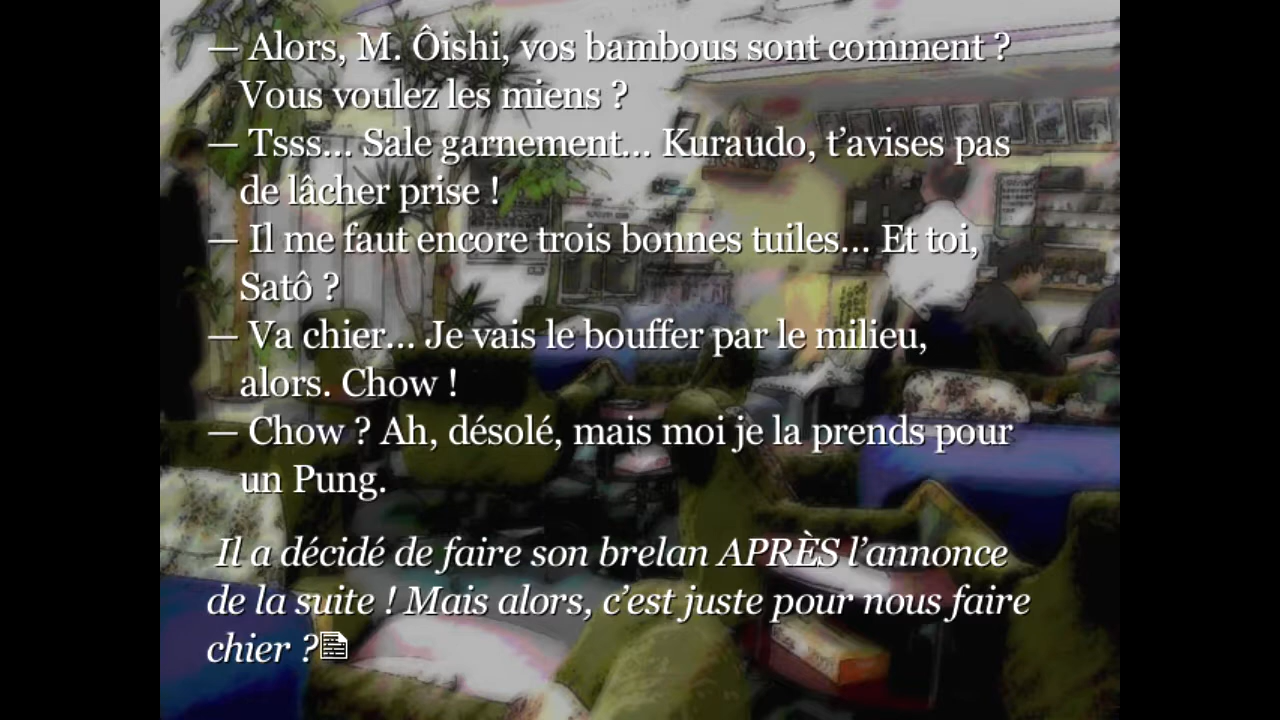 — Alors, M. Ôishi, vos bambous sont comment ?
Vous voulez les miens ?
— Tsss... Sale garnement... Kuraudo, t’avises pas
de lâcher prise !
— Il me faut encore trois bonnes tuiles... Et toi,
Satô ?
— Va chier... Je vais le bouffer par le milieu,
alors. Chow !
— Chow ? Ah, désolé, mais moi je la prends pour
un Pung.
Il a décidé de faire son brelan APRÈS l’annonce
de la suite ! Mais alors, c’est juste pour nous faire
chier ?